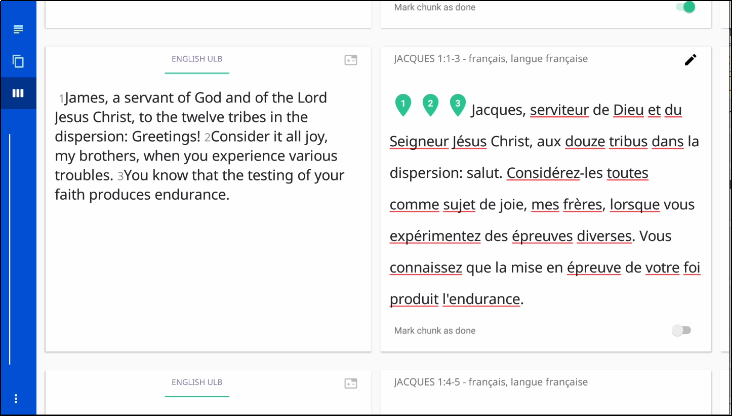 Mark chunk as done
ENGLISH ULB
1James, a servant of God and of the Lord
Jesus Christ, to the twelve tribes in the
dispersion: Greetings! 2Consider it all joy,
my brothers, when you experience various
troubles. 3You know that the testing of your
faith produces endurance.
JACQUES 1:1-3 - français, langue française
1 2 3 Jacques, serviteur de Dieu et du
Seigneur Jésus Christ, aux douze tribus dans la
dispersion: salut. Considérez-les toutes
comme sujet de joie, mes frères, lorsque vous
expérimentez des épreuves diverses. Vous
connaissez que la mise en épreuve de votre foi
produit l'endurance.
Mark chunk as done
ENGLISH ULB
JACQUES 1:4-5 - français, langue française